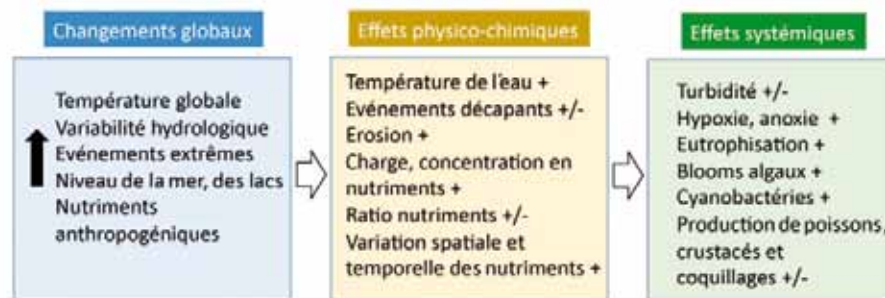 Changements globaux
Température globale
Variabilité hydrologique
Evénements extrêmes
Niveau de la mer, des lacs
Nutriments
anthropogéniques
Effets physico-chimiques
Température de l'eau +
Evénements décapants +/-
Erosion +
Charge, concentration en
nutriments +
Ratio nutriments +/-
Variation spatiale et
temporelle des nutriments +
Effets systémiques
Turbidité +/-
Hypoxie, anoxie +
Eutrophisation +
Blooms algaux +
Cyanobactéries +
Production de poissons,
crustacés et
coquillages +/-